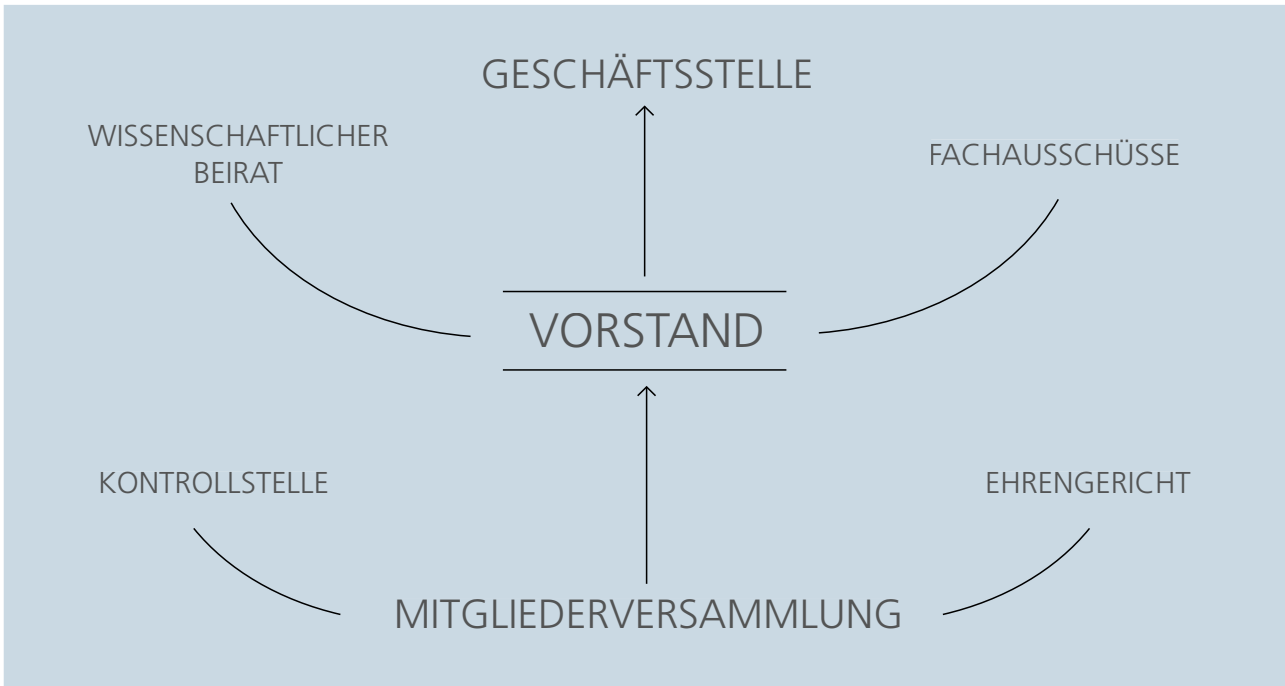 GESCHÄFTSSTELLE
WISSENSCHAFTLICHER
BEIRAT
FACHAUSSCHÜSSE
VORSTAND
KONTROLLSTELLE
EHRENGERICHT
MITGLIEDERVERSAMMLUNG